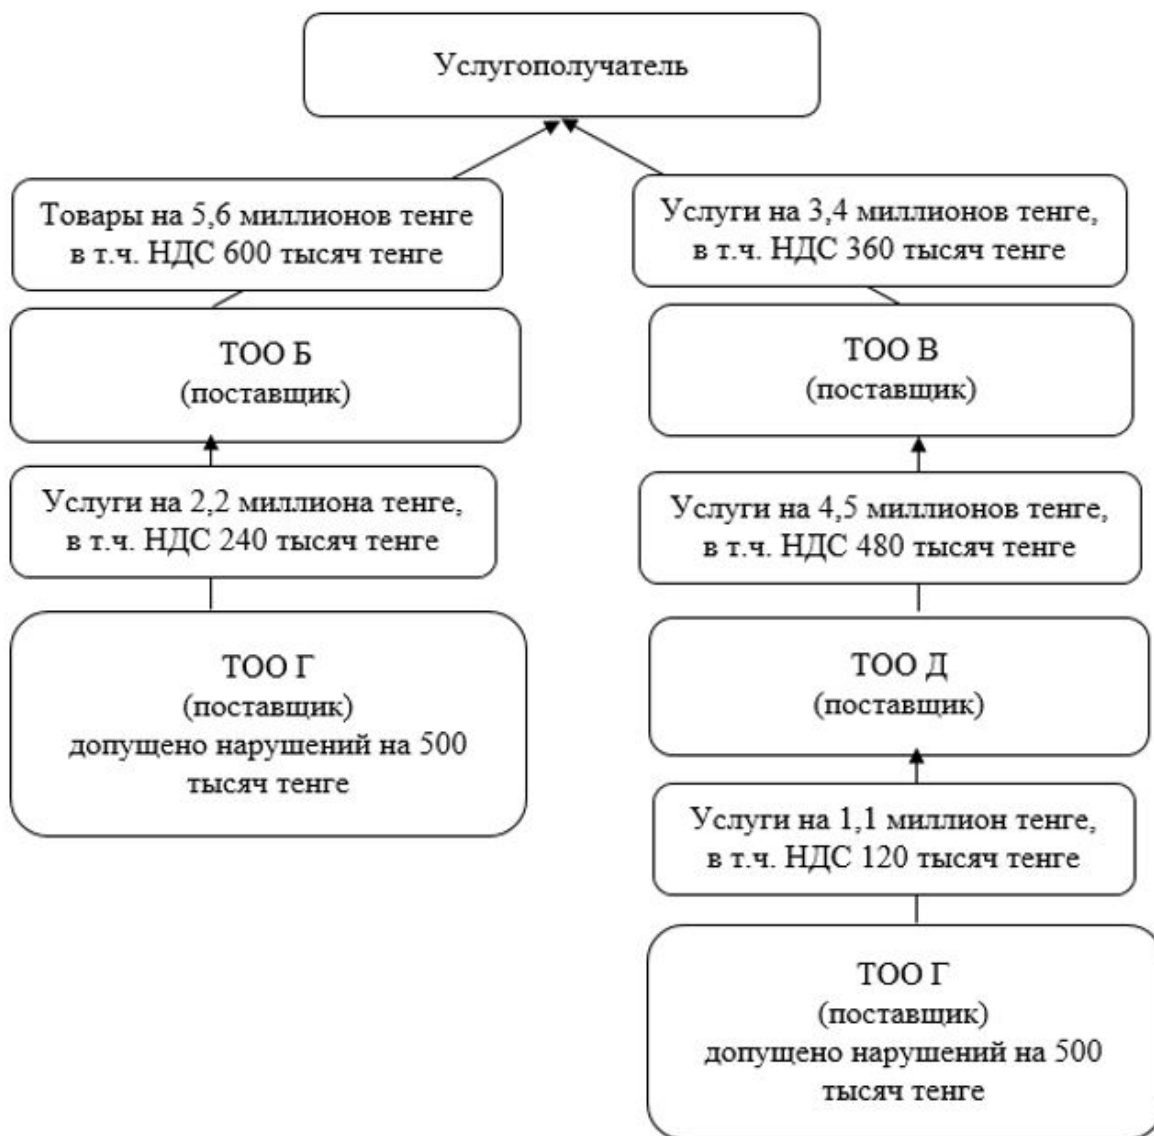 Услугополучатель
Товары на 5,6 миллионов тенге
в т.ч. НДС 600 тысяч тенге
Услуги на 3,4 миллионов тенге,
в т.ч. НДС 360 тысяч тенге
ТОО Б
(поставщик)
ТОО В
(поставщик)
Услуги на 2,2 миллиона тенге,
в т.ч. НДС 240 тысяч тенге
Услуги на 4,5 миллионов тенге,
в т.ч. НДС 480 тысяч тенге
ТОО Г
(поставщик)
допущено нарушений на 500
тысяч тенге
ТОО Д
(поставщик)
Услуги на 1,1 миллион тенге,
в т.ч. НДС 120 тысяч тенге
ТОО Г
(поставщик)
допущено нарушений на 500
тысяч тенге